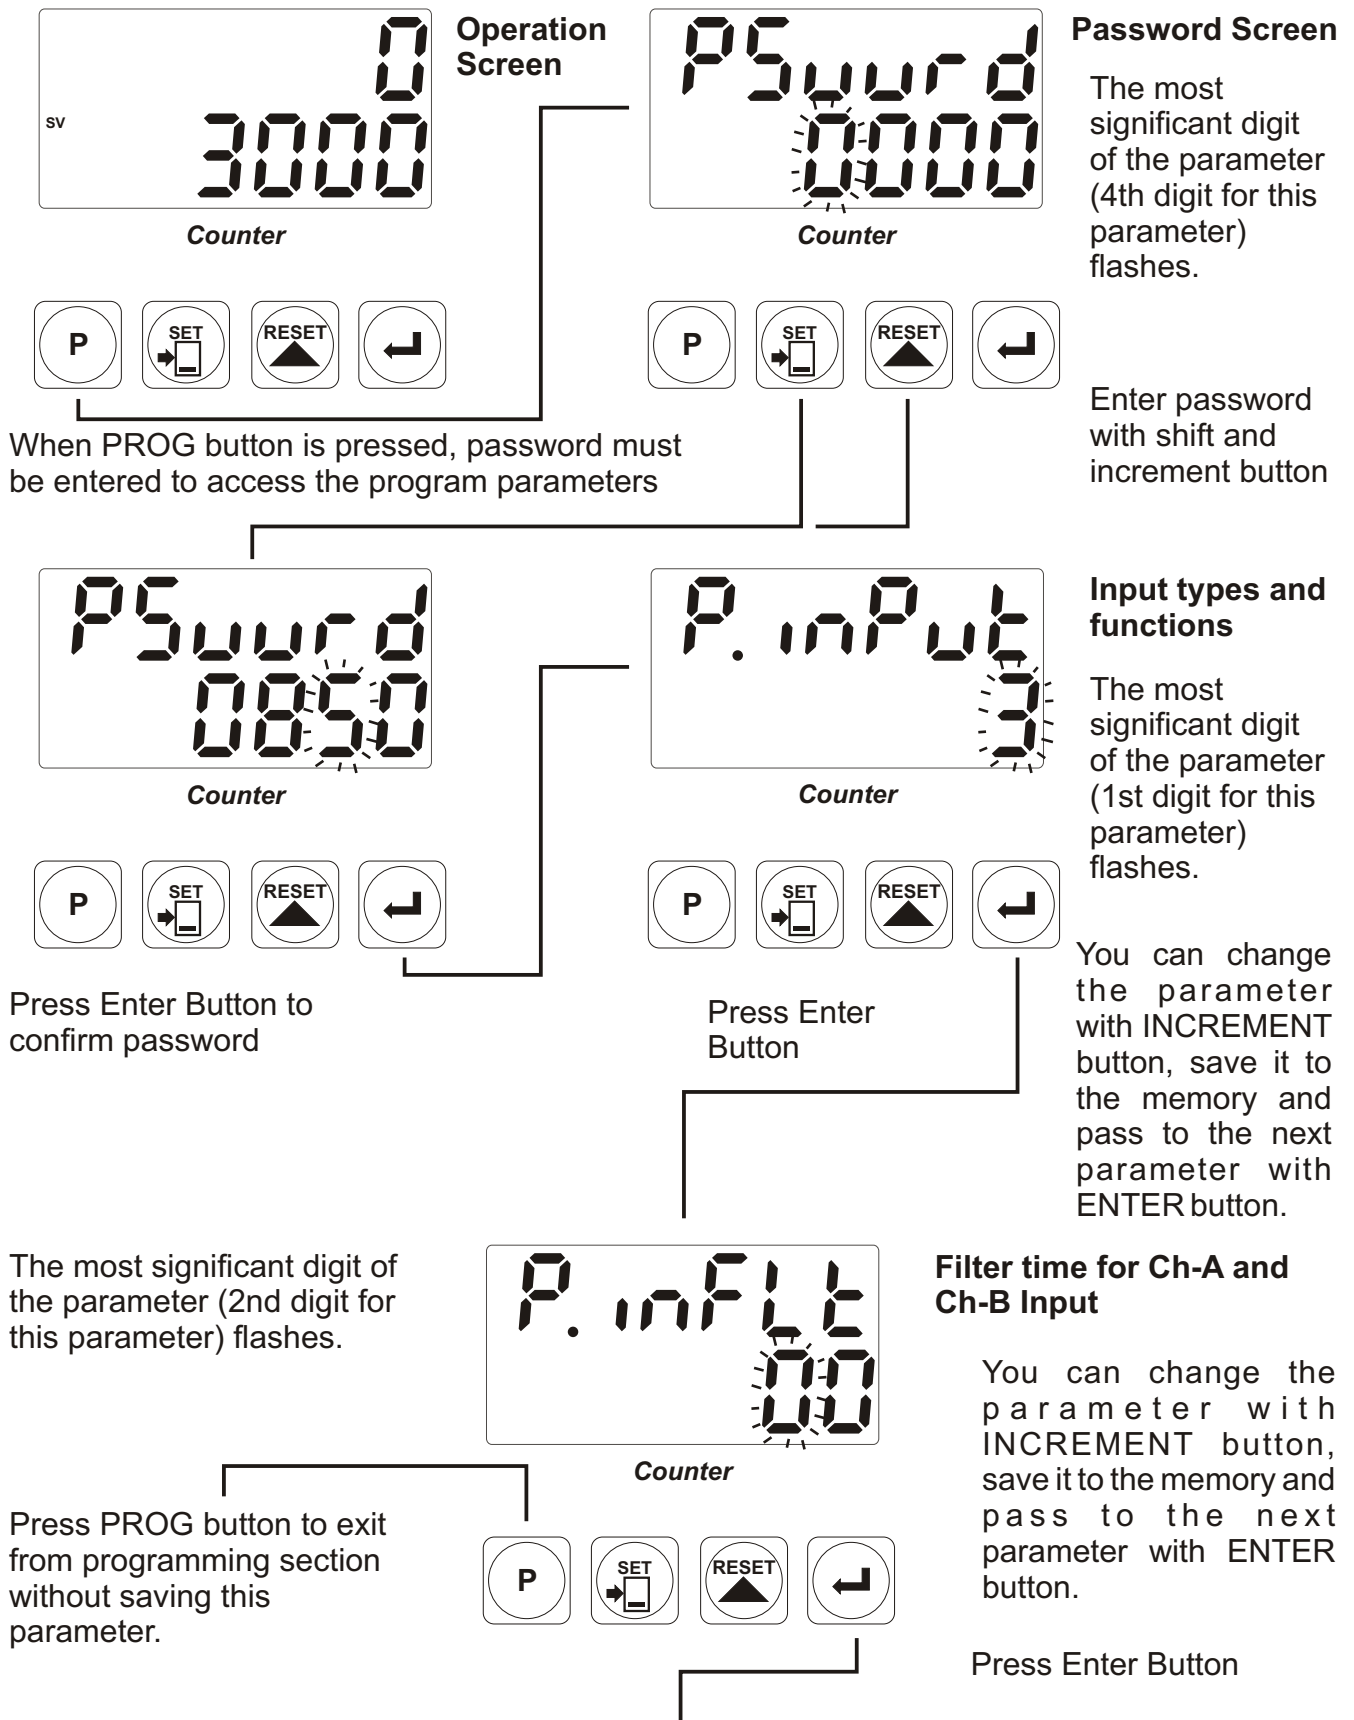 Operation
Screen
0
SV
3000
Counter
P
SET
RESET
PSuurd
0000
Counter
P
SET
RESET
Password Screen
The most
significant digit
of the parameter
(4th digit for this
parameter)
flashes.
Enter password
with shift and
increment button
When PROG button is pressed, password must
be entered to access the program parameters
PSuurd
0850
Counter
P
SET
RESET
Press Enter Button to
confirm password
P.inPut
3
Counter
P
SET
RESET
Press Enter
Button
Input types and
functions
The most
significant digit
of the parameter
(1st digit for this
parameter)
flashes.
You can change
the parameter
with INCREMENT
button, save it to
the memory and
pass to the next
parameter with
ENTER button.
The most significant digit of
the parameter (2nd digit for
this parameter) flashes.
P.inFLt
00
Counter
Filter time for Ch-A and
Ch-B Input
You can change the
parameter with
INCREMENT button,
save it to the memory and
pass to the next
parameter with ENTER
button.
Press PROG button to exit
from programming section
without saving this
parameter.
P
SET
RESET
Press Enter Button